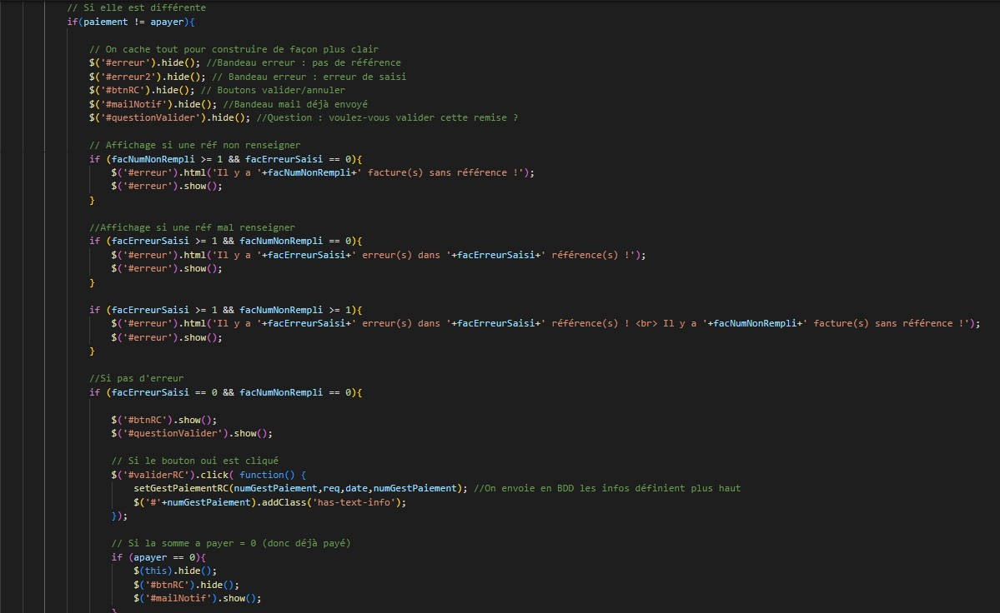 // Si elle est différente
if(paiement != apayer){
// On cache tout pour construire de façon plus clair
$('#erreur').hide(); //Bandeau erreur : pas de référence
$('#erreur2').hide(); // Bandeau erreur : erreur de saisi
$('#btnRC').hide(); // Boutons valider/annuler
$('#mailNotif').hide(); //Bandeau mail déjà envoyé
$('#questionValider').hide(); //Question : voulez-vous valider cette remise ?
// Affichage si une réf non renseigner
if (facNumNonRempli >= 1 && facErreurSaisi == 0){
$('#erreur').html('Il y a '+facNumNonRempli+' facture(s) sans référence !');
$('#erreur').show();
}
//Affichage si une réf mal renseigner
if (facErreurSaisi >= 1 && facNumNonRempli == 0){
$('#erreur').html('Il y a '+facErreurSaisi+' erreur(s) dans '+facErreurSaisi+' référence(s) !');
$('#erreur').show();
}
if (facErreurSaisi >= 1 && facNumNonRempli >= 1){
$('#erreur').html('Il y a '+facErreurSaisi+' erreur(s) dans '+facErreurSaisi+' référence(s) ! <br> Il y a '+facNumNonRempli+' facture(s) sans référence !');
$('#erreur').show();
}
//Si pas d'erreur
if (facErreurSaisi == 0 && facNumNonRempli == 0){
$('#btnRC').show();
$('#questionValider').show();
// Si le bouton oui est cliqué
$('#validerRC').click( function() {
setGestPaiementRC(numGestPaiement,req,date,numGestPaiement); //On envoie en BDD les infos définient plus haut
$('#'+numGestPaiement).addClass('has-text-info');
});
// Si la somme a payer = 0 (donc déjà payé)
if (apayer == 0){
$(this).hide();
$('#btnRC').hide();
$('#mailNotif').show();
}